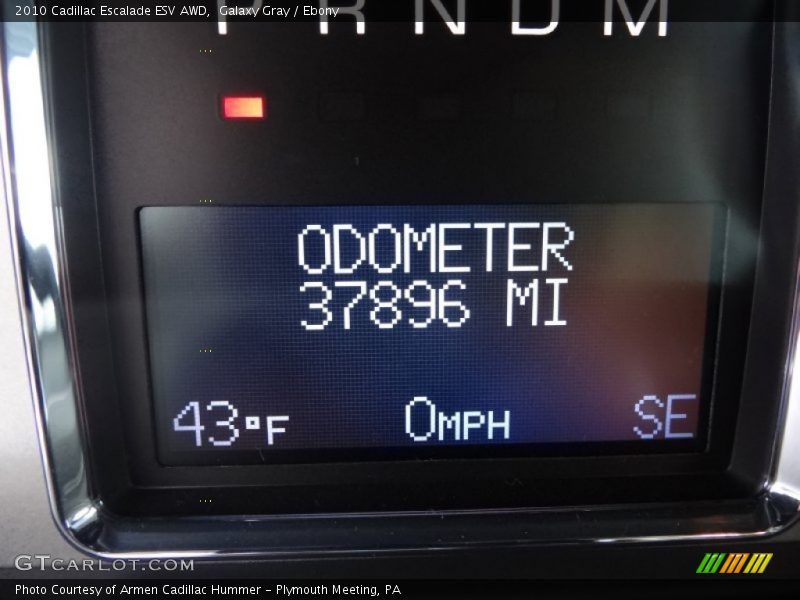 2010 Cadillac Escalade ESV AWD, Galaxy Gray / Ebony
P R N D M
ODOMETER
37896 MI
43°F 0MPH SE
GTCARLOT.COM
Photo Courtesy of Armen Cadillac Hummer - Plymouth Meeting, PA